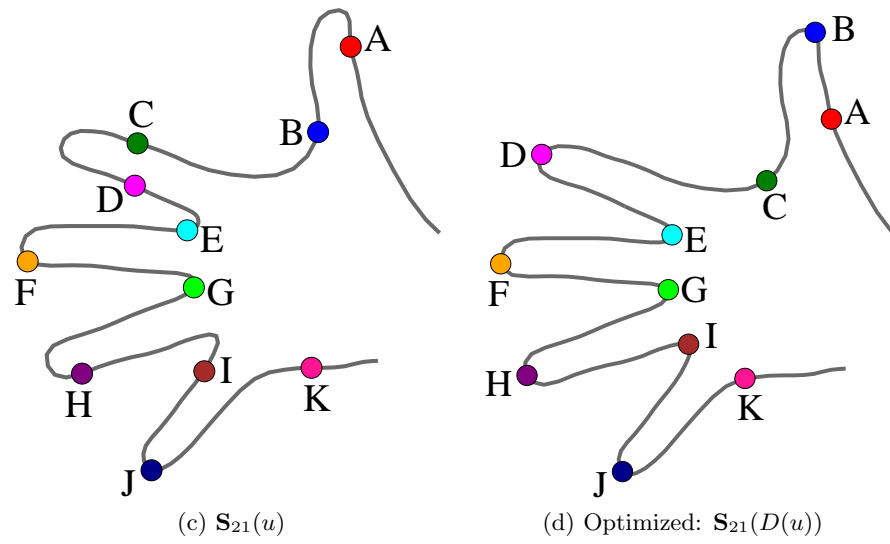 A
B
C
D
E
F
G
H
I
J
K
(c) S₂₁(u)
B
A
D
C
E
F
G
I
H
K
J
(d) Optimized: S₂₁(D(u))